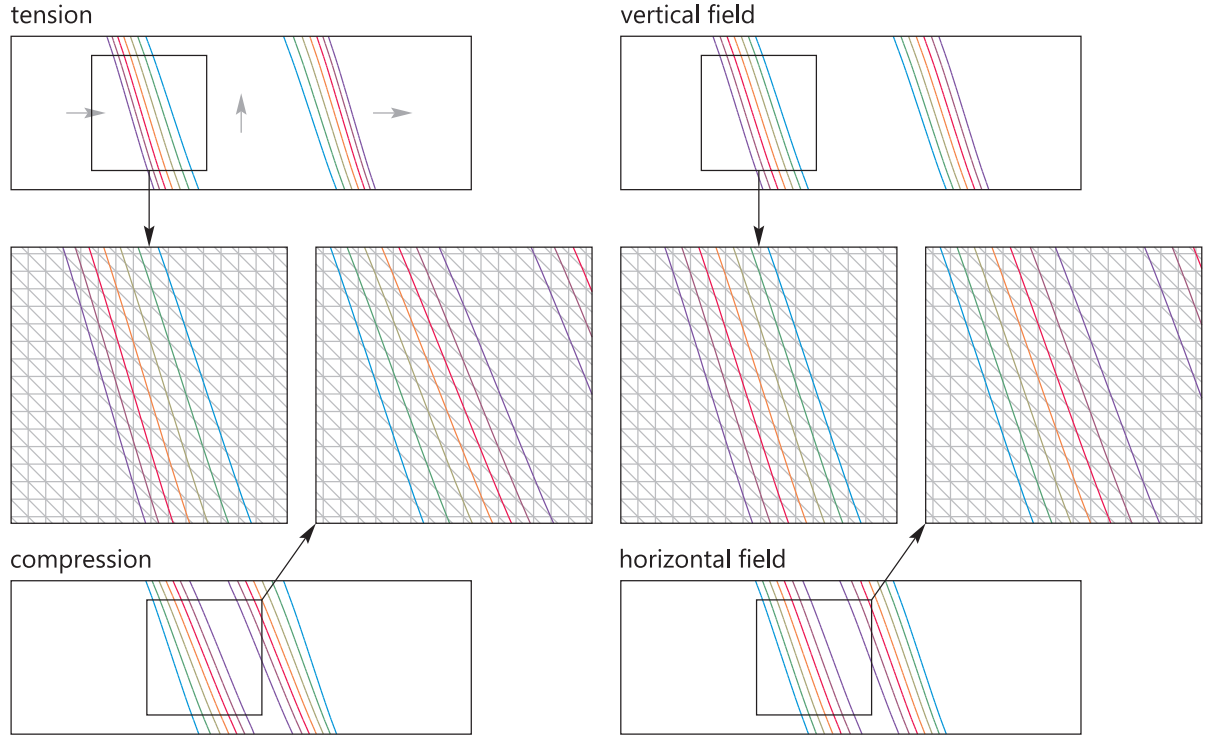 tension
vertical field
compression
horizontal field